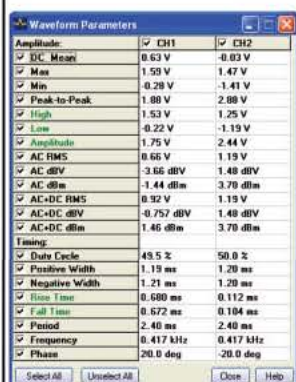 Waveform Parameters
Amplitude: CH1 CH2
DC Mean 0.63 V -0.03 V
Max 1.59 V 1.47 V
Min -0.28 V -1.41 V
Peak-to-Peak 1.88 V 2.88 V
High 1.53 V 1.25 V
Low -0.22 V -1.19 V
Amplitude 1.75 V 2.44 V
AC RMS 0.66 V 1.19 V
AC dBV -3.66 dBV 1.48 dBV
AC dBm -1.44 dBm 3.70 dBm
AC+DC RMS 0.92 V 1.19 V
AC+DC dBV -0.757 dBV 1.48 dBV
AC+DC dBm 1.46 dBm 3.70 dBm
Timing:
Duty Cycle 49.5 % 50.0 %
Positive Width 1.19 ms 1.20 ms
Negative Width 1.21 ms 1.20 ms
Rise Time 0.680 ms 0.112 ms
Fall Time 0.672 ms 0.104 ms
Period 2.40 ms 2.40 ms
Frequency 0.417 kHz 0.417 kHz
Phase 20.0 deg -20.0 deg
Select All Unselect All Close Help